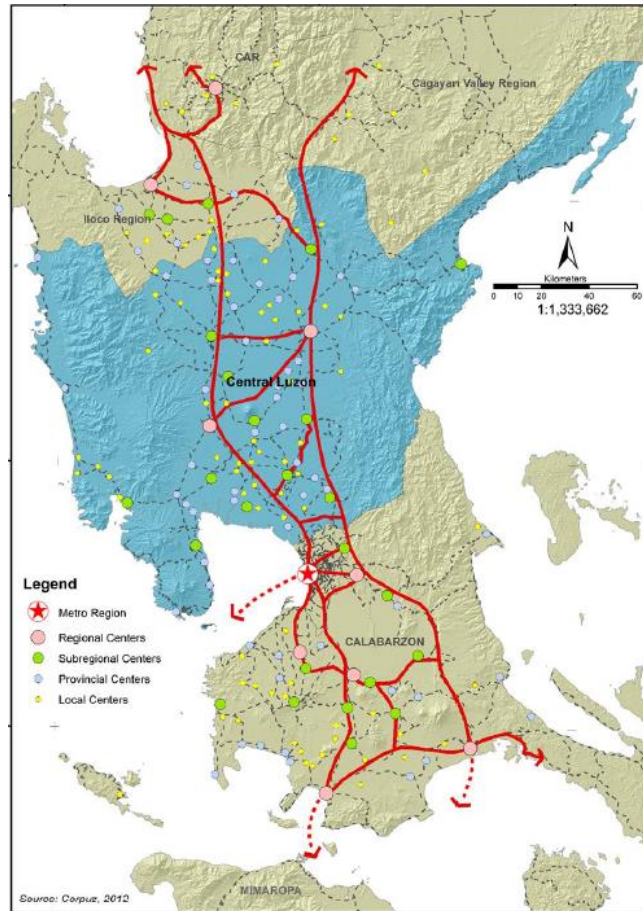 CAR
Cagayan Valley Region
Iloco Region
N
Kilometers
0 10 20 40 60
1:1,333,662
Central Luzon
Legend
Metro Region
Regional Centers
Subregional Centers
Provincial Centers
Local Centers
CALABARZON
MIMAROPA
Source: Corpuz, 2012